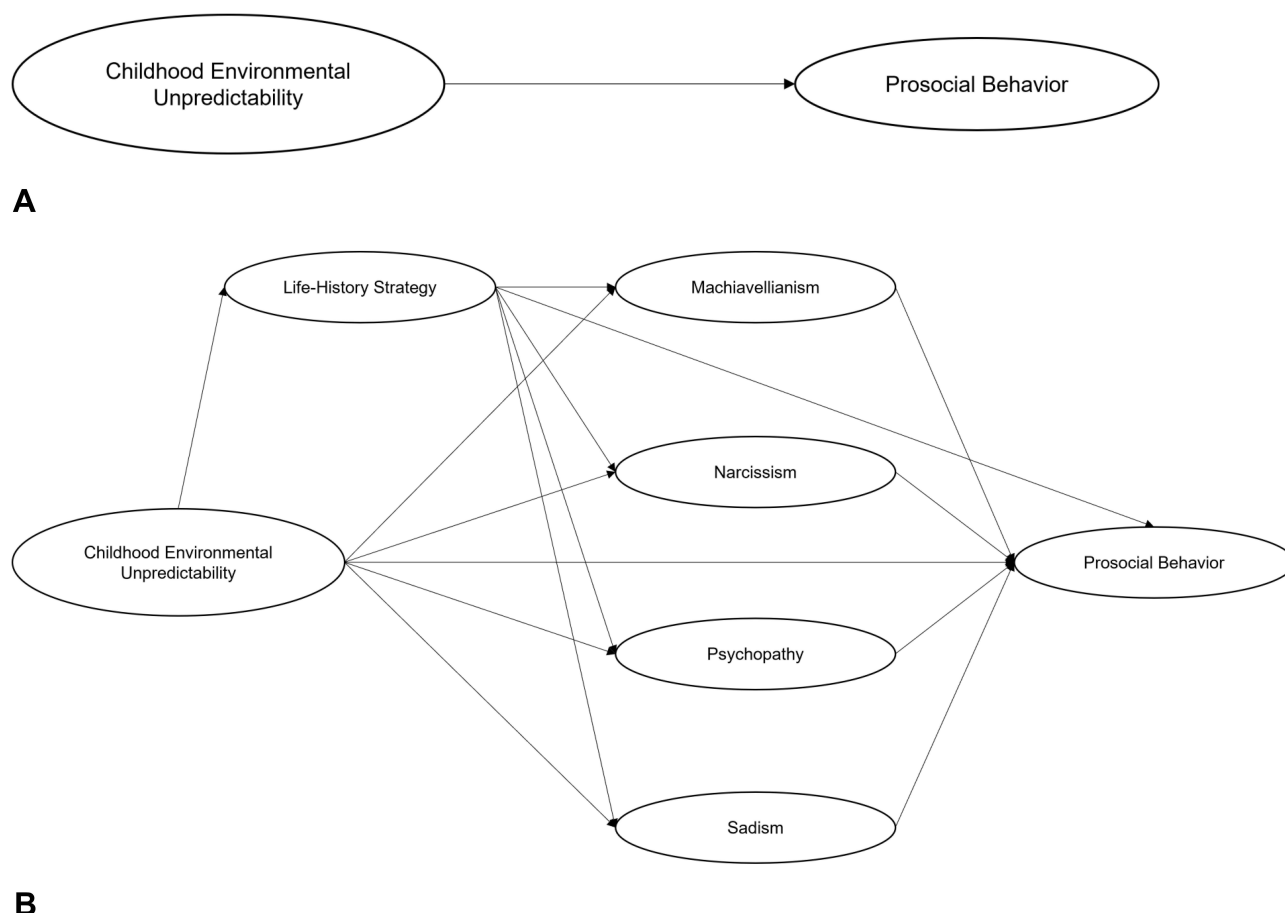 Childhood Environmental
Unpredictability
Prosocial Behavior
A
Life-History Strategy
Machiavellianism
Narcissism
Childhood Environmental
Unpredictability
Prosocial Behavior
Psychopathy
Sadism
B